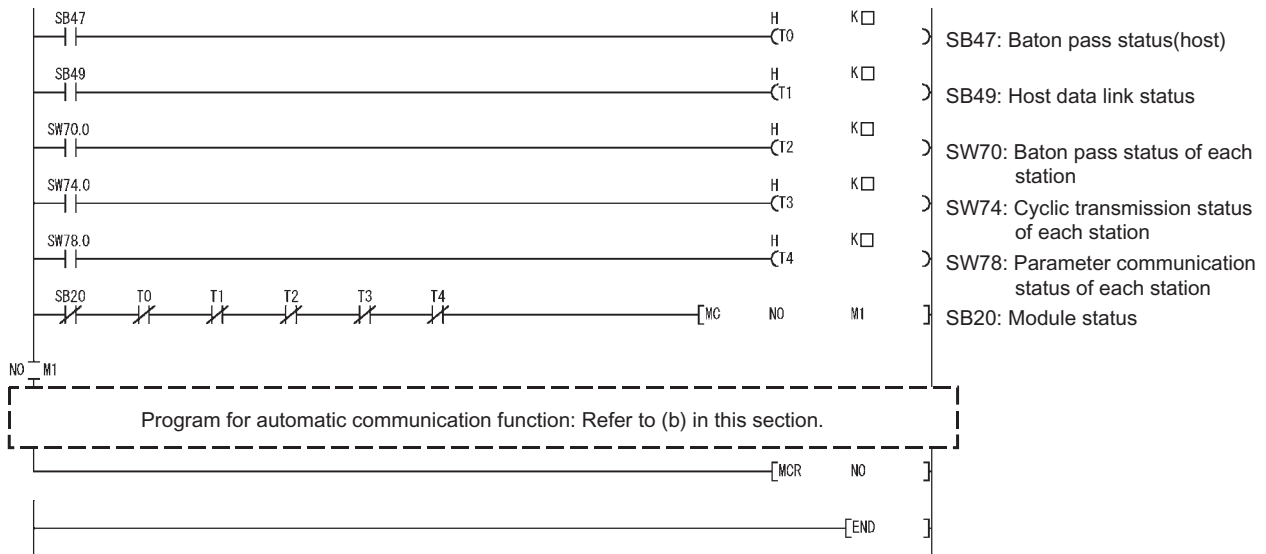 SB47 H K□
T0 SB47: Baton pass status(host)
SB49 H K□
T1 SB49: Host data link status
SW70.0 H K□
T2 SW70: Baton pass status of each
station
SW74.0 H K□
T3 SW74: Cyclic transmission status
of each station
SW78.0 H K□
T4 SW78: Parameter communication
status of each station
SB20 T0 T1 T2 T3 T4 MC N0 M1 SB20: Module status
N0 M1
Program for automatic communication function: Refer to (b) in this section.
MCR N0
END